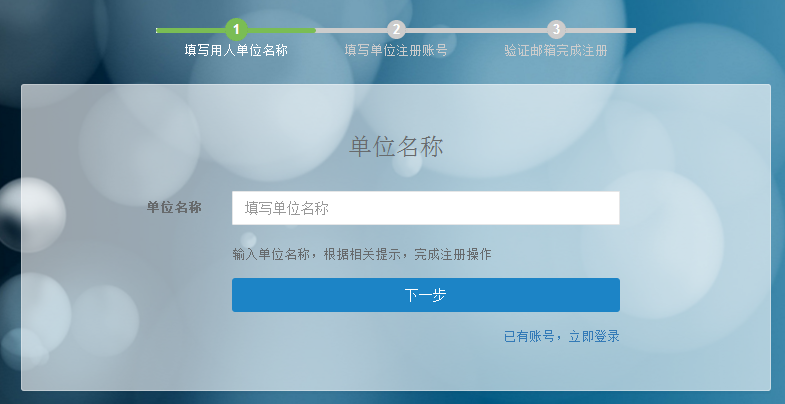 1 2 3
填写用人单位名称 填写单位注册账号 验证邮箱完成注册
单位名称
单位名称 填写单位名称
输入单位名称，根据相关提示，完成注册操作
下一步
已有账号，立即登录